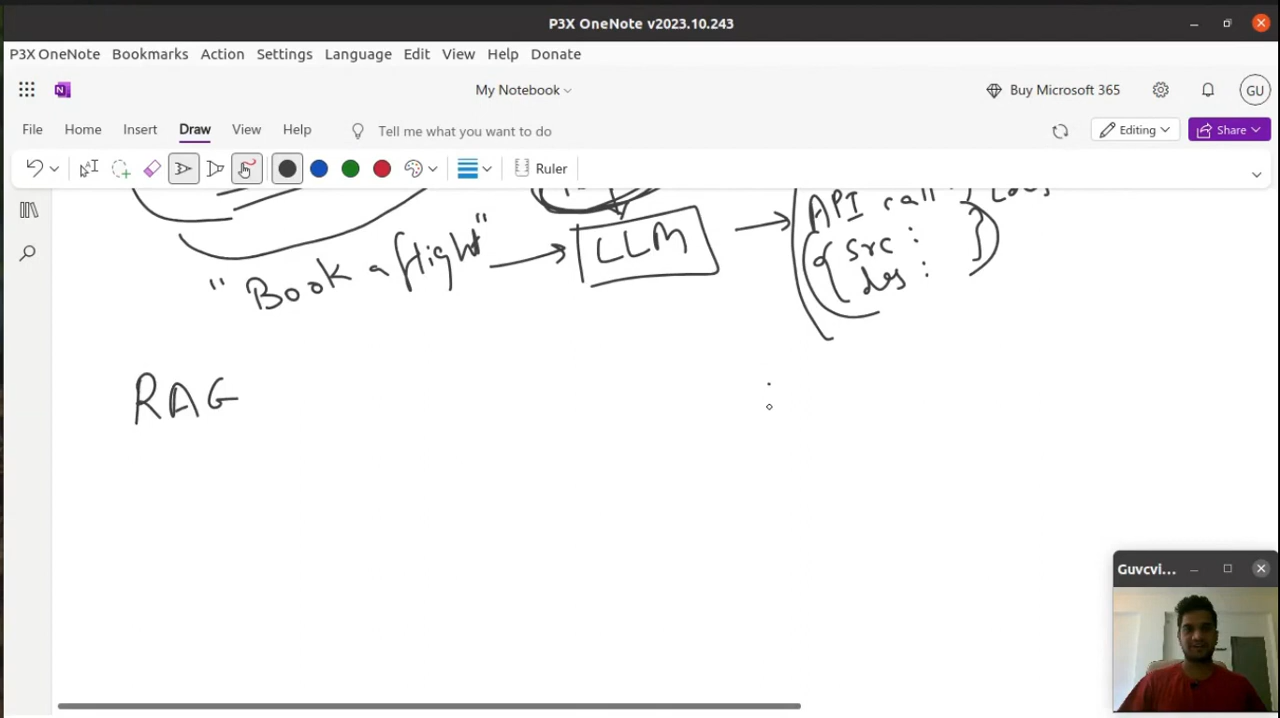 P3X OneNote v2023.10.243
P3X OneNote Bookmarks Action Settings Language Edit View Help Donate
My Notebook
Buy Microsoft 365
GU
File Home Insert Draw View Help
Tell me what you want to do
Editing
Share
Ruler
API call
{ src : }
des :
"Book a flight" → LLM →
RAG
Guvcvi...